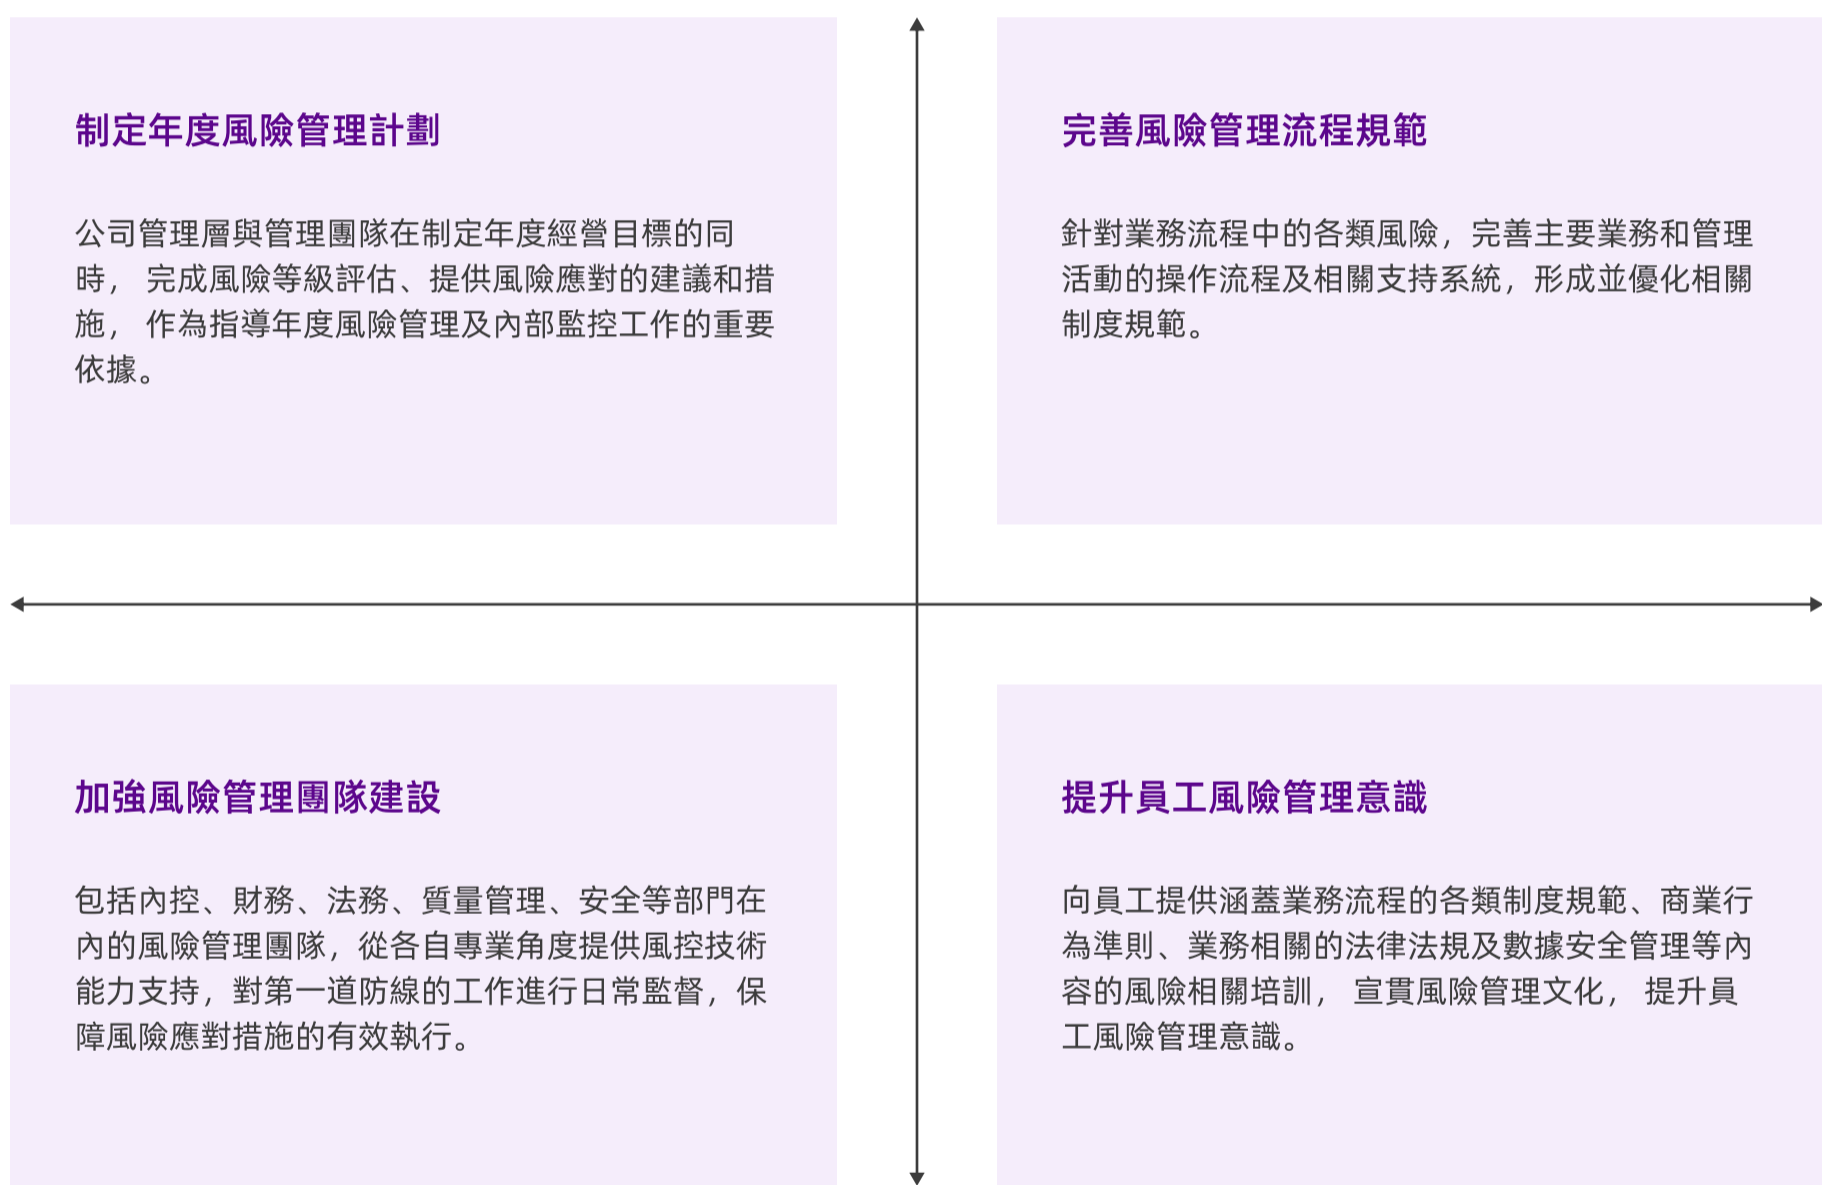 制定年度風險管理計劃
公司管理層與管理團隊在制定年度經營目標的同
時， 完成風險等級評估、提供風險應對的建議和措
施， 作為指導年度風險管理及內部監控工作的重要
依據。
完善風險管理流程規範
針對業務流程中的各類風險，完善主要業務和管理
活動的操作流程及相關支持系統，形成並優化相關
制度規範。
加強風險管理團隊建設
包括內控、財務、法務、質量管理、安全等部門在
內的風險管理團隊，從各自專業角度提供風控技術
能力支持，對第一道防線的工作進行日常監督，保
障風險應對措施的有效執行。
提升員工風險管理意識
向員工提供涵蓋業務流程的各類制度規範、商業行
為準則、業務相關的法律法規及數據安全管理等內
容的風險相關培訓， 宣貫風險管理文化， 提升員
工風險管理意識。